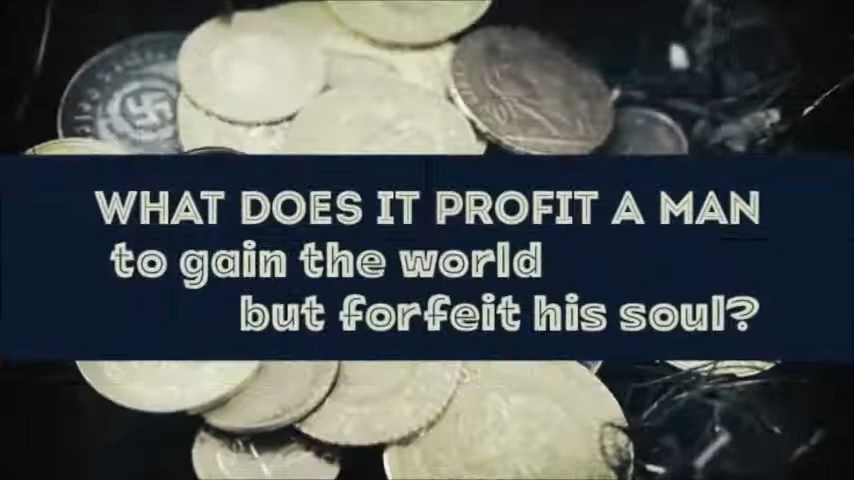 WHAT DOES IT PROFIT A MAN
to gain the world
but forfeit his soul?